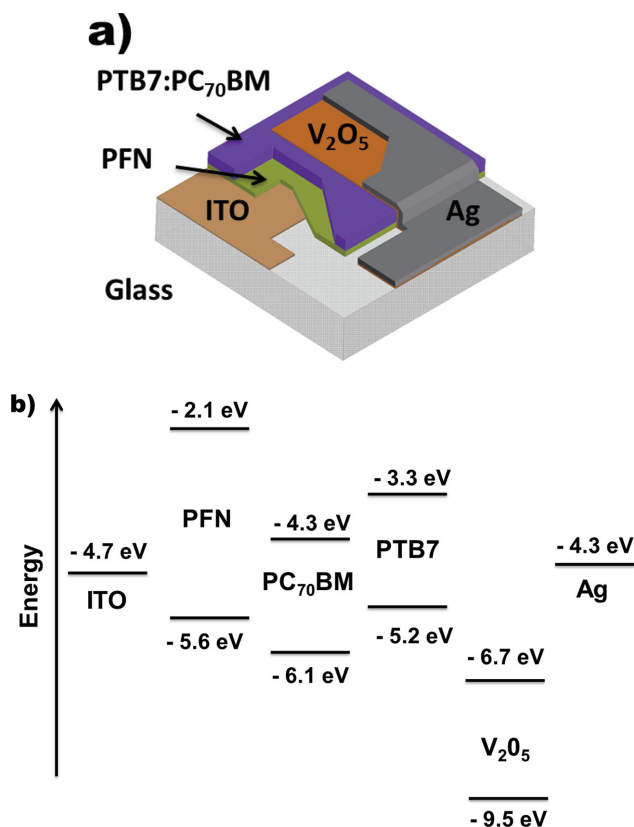 a)
PTB7:PC₇₀BM
V₂O₅
PFN
ITO
Ag
Glass
b)
Energy
- 2.1 eV
- 3.3 eV
PFN
- 4.3 eV
- 4.7 eV
- 4.3 eV
PTB7
PC₇₀BM
ITO
Ag
- 5.6 eV
- 5.2 eV
- 6.1 eV
- 6.7 eV
V₂0₅
- 9.5 eV